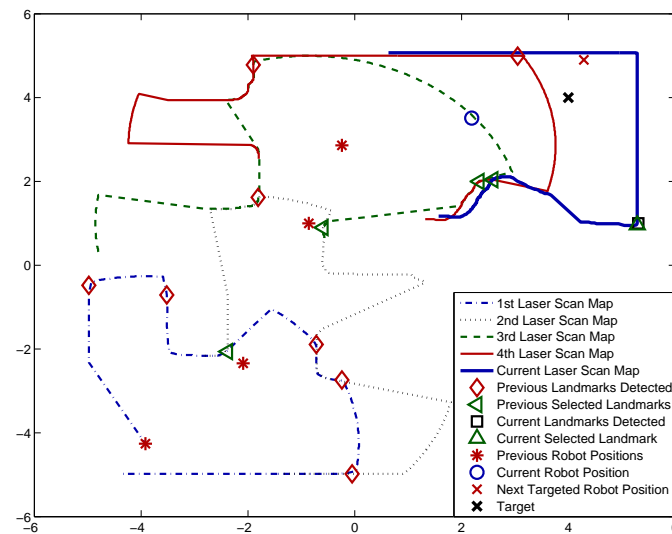 6
4
2
0
−2
−4
−6
−6
−4
−2
0
2
4
6
1st Laser Scan Map
2nd Laser Scan Map
3rd Laser Scan Map
4th Laser Scan Map
Current Laser Scan Map
Previous Landmarks Detected
Previous Selected Landmarks
Current Landmarks Detected
Current Selected Landmark
Previous Robot Positions
Current Robot Position
Next Targeted Robot Position
Target